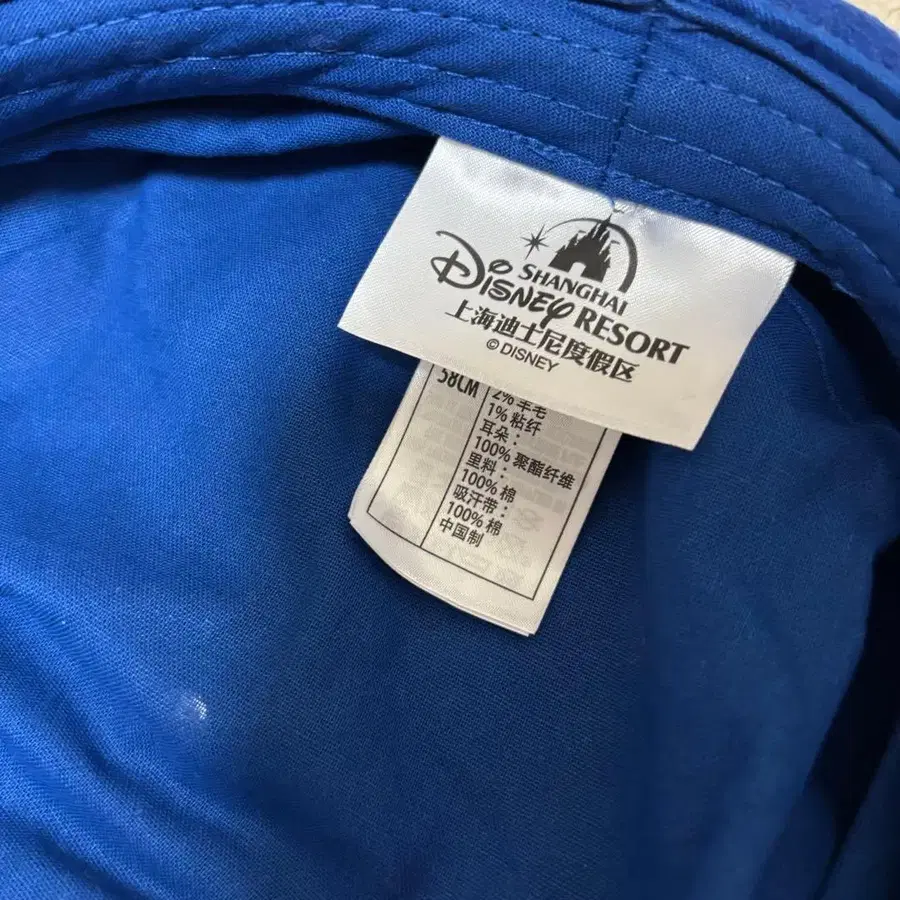 SHANGHAI
Disney RESORT
上海迪士尼度假区
© DISNEY
58CM
2% 羊毛
1% 粘纤
耳朵：
100% 聚酯纤维
里料：
100% 棉
吸汗带：
100% 棉
中国制